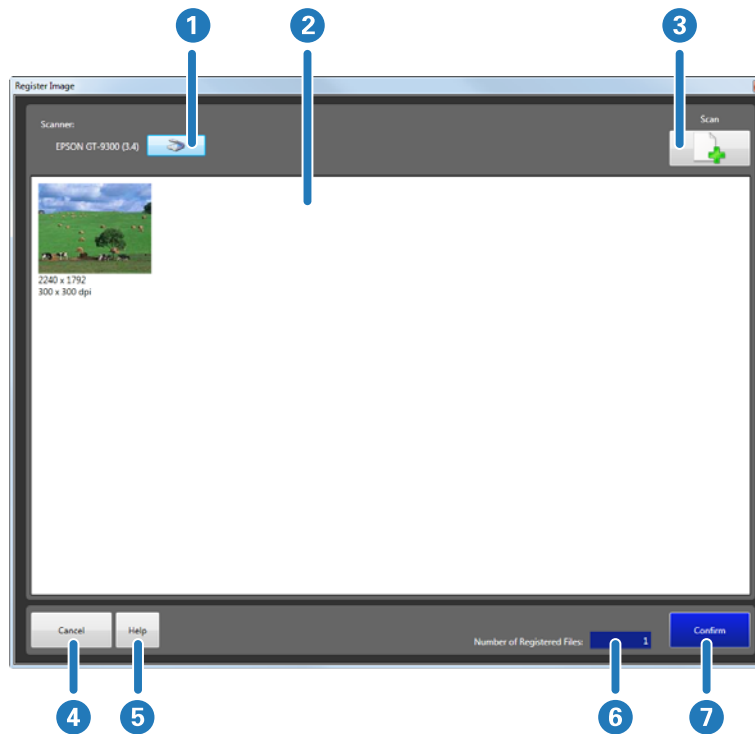 1
2
3
Register Image
Scanner:
Scan
EPSON GT-9300 (3.4)
2240 x 1792
300 x 300 dpi
Cancel
Help
Number of Registered Files:
1
Confirm
4
5
6
7